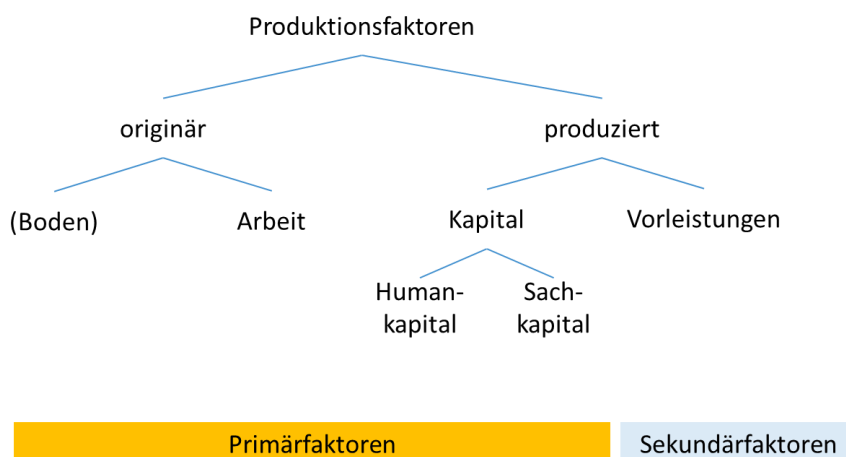 Produktionsfaktoren
originär
produziert
(Boden)
Arbeit
Kapital
Vorleistungen
Human-
kapital
Sach-
kapital
Primärfaktoren
Sekundärfaktoren